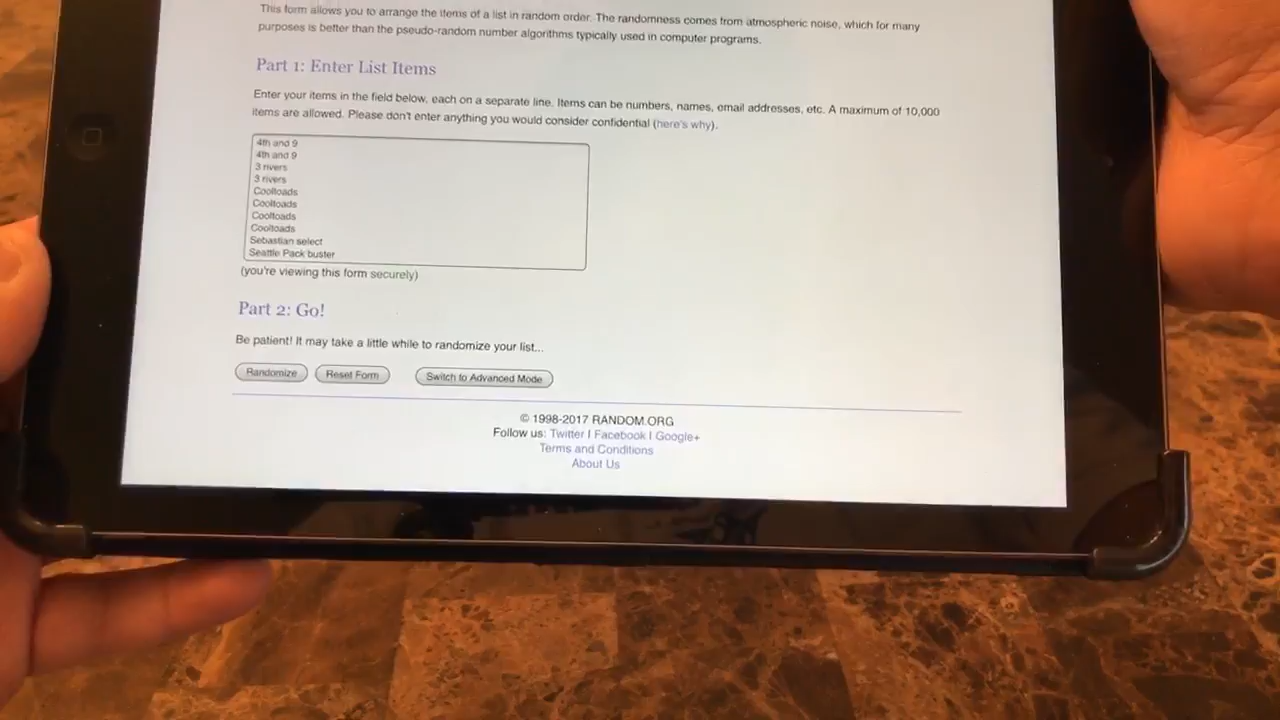 This form allows you to arrange the items of a list in random order. The randomness comes from atmospheric noise, which for many
purposes is better than the pseudo-random number algorithms typically used in computer programs.
Part 1: Enter List Items
Enter your items in the field below, each on a separate line. Items can be numbers, names, email addresses, etc. A maximum of 10,000
items are allowed. Please don't enter anything you would consider confidential (here's why).
4th and 9
4th and 9
3 rivers
3 rivers
Cooltoads
Cooltoads
Cooltoads
Cooltoads
Sebastian select
Seattle Pack buster
(you're viewing this form securely)
Part 2: Go!
Be patient! It may take a little while to randomize your list...
Randomize Reset Form Switch to Advanced Mode
© 1998-2017 RANDOM.ORG
Follow us: Twitter | Facebook | Google+
Terms and Conditions
About Us